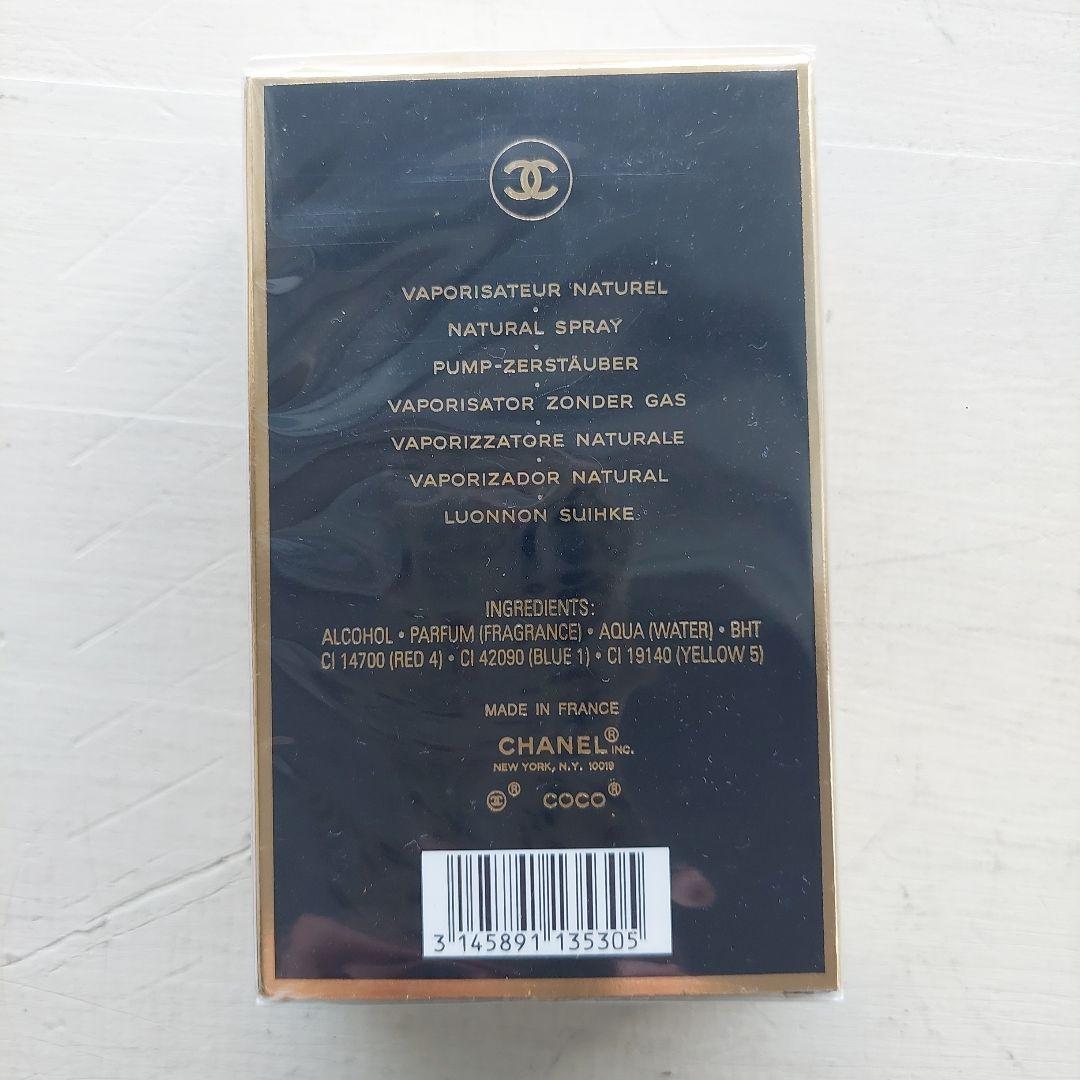 VAPORISATEUR NATUREL
•
NATURAL SPRAY
•
PUMP-ZERSTÄUBER
•
VAPORISATOR ZONDER GAS
•
VAPORIZZATORE NATURALE
•
VAPORIZADOR NATURAL
•
LUONNON SUIHKE
INGREDIENTS:
ALCOHOL • PARFUM (FRAGRANCE) • AQUA (WATER) • BHT
CI 14700 (RED 4) • CI 42090 (BLUE 1) • CI 19140 (YELLOW 5)
MADE IN FRANCE
CHANEL® INC.
NEW YORK, N.Y. 10019
® COCO®
3 145891 135305